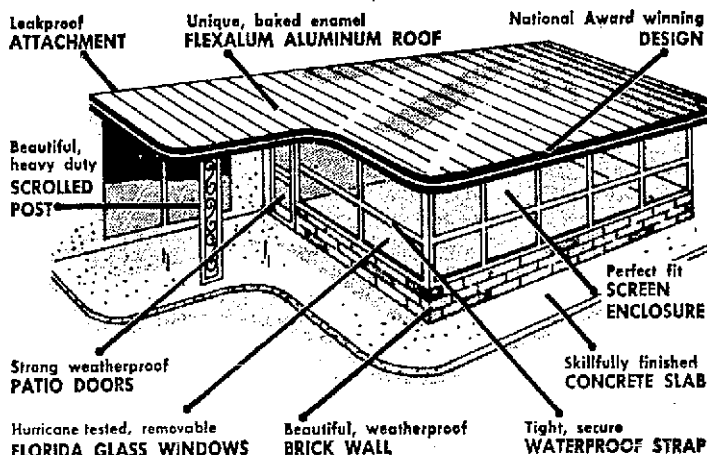 Leakproof
ATTACHMENT
Unique, baked enamel
FLEXALUM ALUMINUM ROOF
National Award winning
DESIGN
Beautiful,
heavy duty
SCROLLED
POST
Perfect fit
SCREEN
ENCLOSURE
Strong weatherproof
PATIO DOORS
Skillfully finished
CONCRETE SLAB
Hurricane tested, removable
FLORIDA GLASS WINDOWS
Beautiful, weatherproof
BRICK WALL
Tight, secure
WATERPROOF STRAP